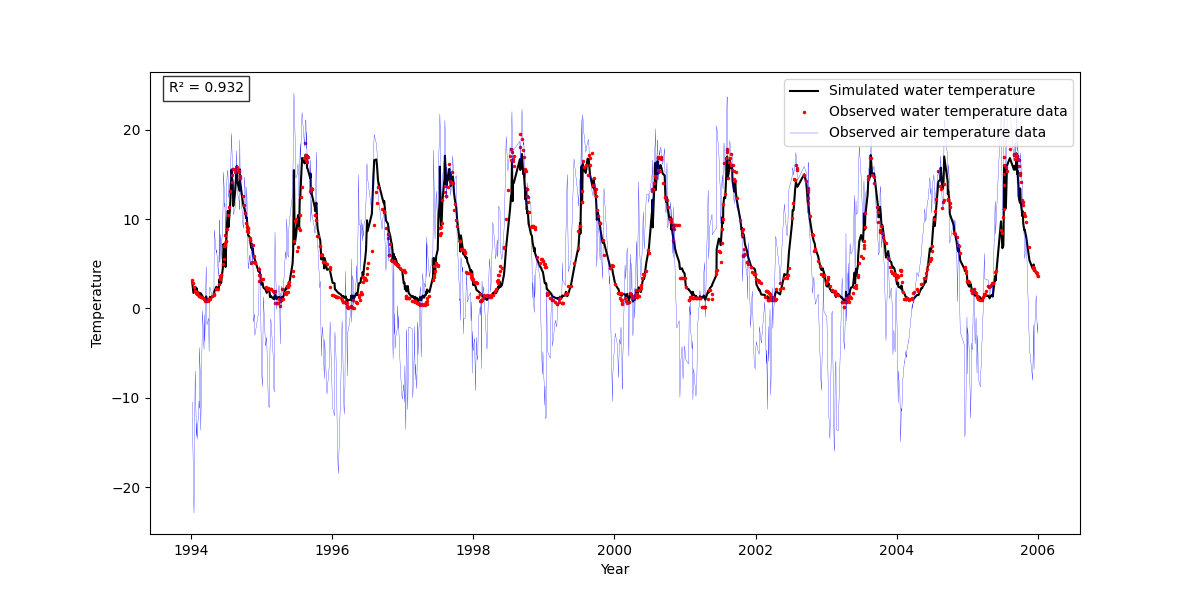 R² = 0.932
Simulated water temperature
Observed water temperature data
Observed air temperature data
20
10
0
−10
−20
Temperature
1994
1996
1998
2000
2002
2004
2006
Year